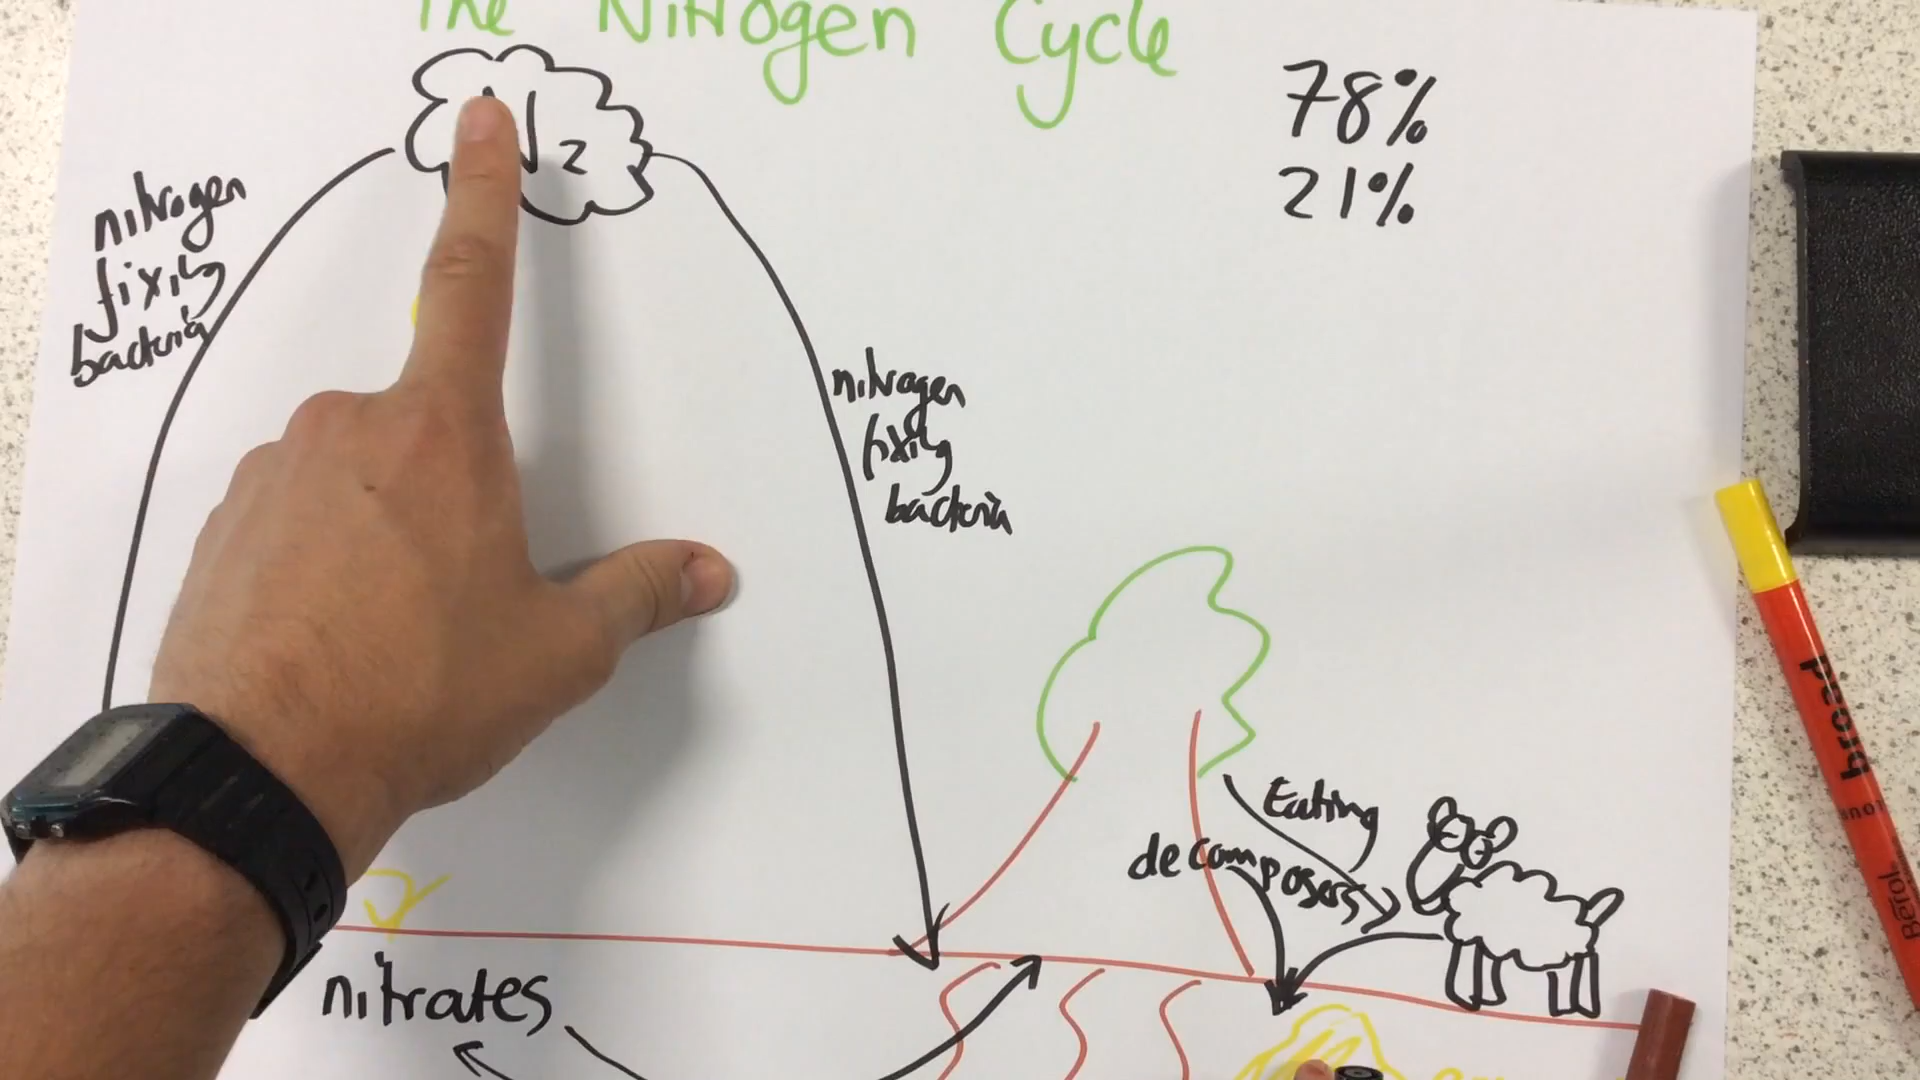 The Nitrogen Cycle
N2
78%
21%
nitrogen
fixing
bacteria
nitrogen
fixing
bacteria
Eating
decomposers
nitrates
broad
Berol